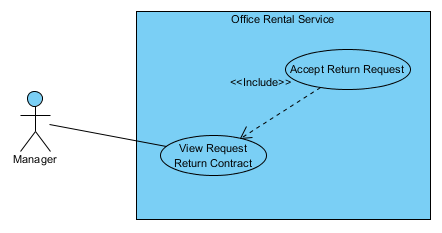 Office Rental Service
Accept Return Request
<<Include>>
View Request
Return Contract
Manager